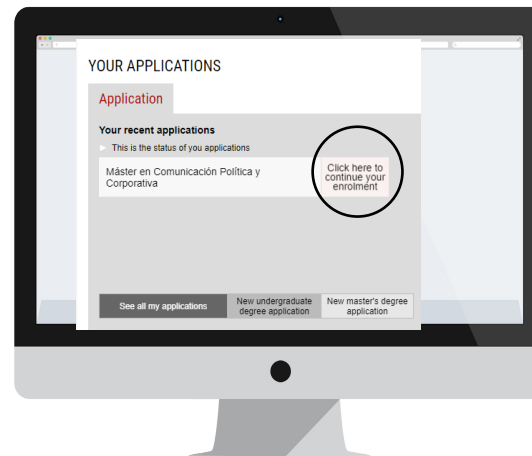 YOUR APPLICATIONS
Application
Your recent applications
This is the status of you applications
Máster en Comunicación Política y
Corporativa
Click here to
continue your
enrolment
See all my applications
New undergraduate
degree application
New master's degree
application